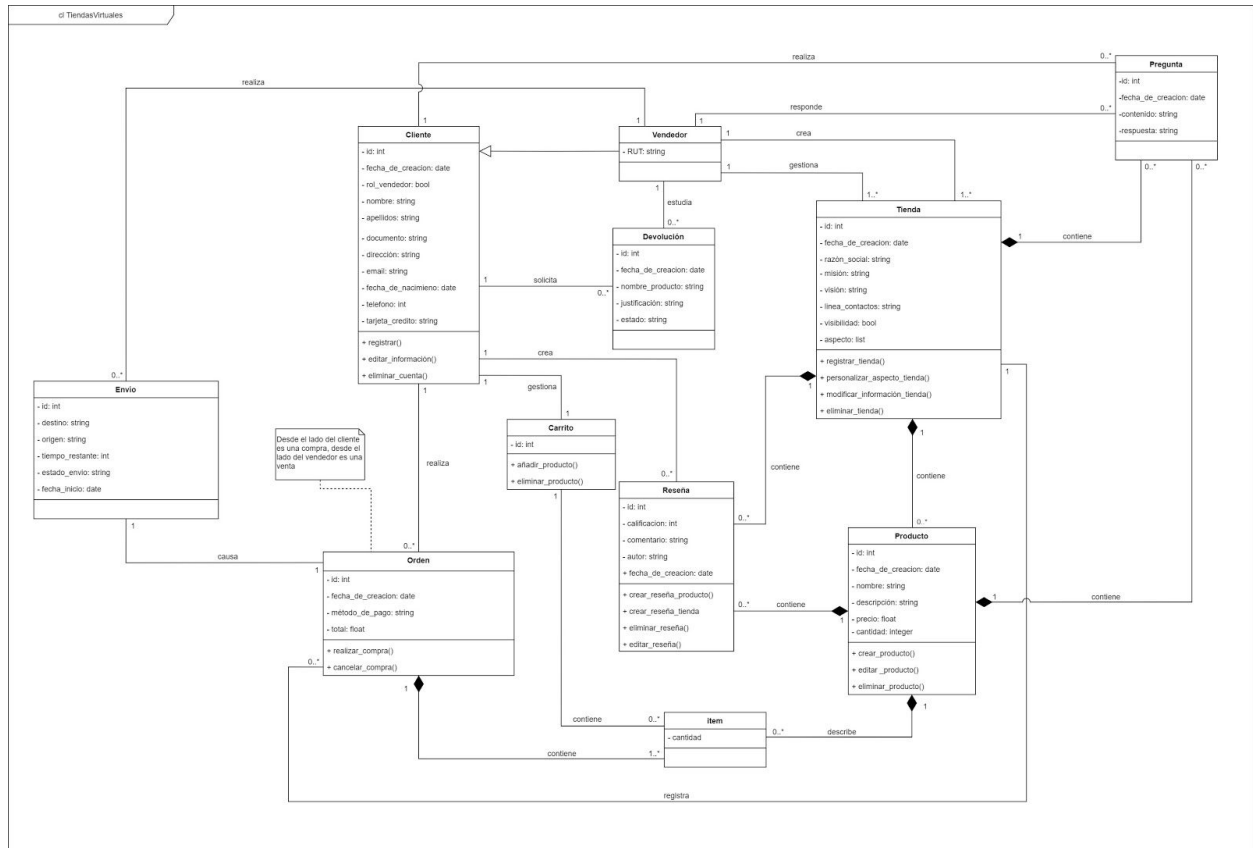 cl TiendasVirtuales
realiza
0..*
1
realiza
1
0..*
responde
1
0..*
crea
1
1..*
gestiona
1
1..*
Pregunta
-id: int
-fecha_de_creacion: date
-contenido: string
-respuesta: string
0..*
0..*
Cliente
- id: int
- fecha_de_creacion: date
- rol_vendedor: bool
- nombre: string
- apellidos: string
- documento: string
- dirección: string
- email: string
- fecha_de_nacimieno: date
- telefono: int
- tarjeta_credito: string
+ registrar()
+ editar_información()
+ eliminar_cuenta()
Vendedor
- RUT: string
1
estudia
0..*
Devolución
- id: int
- fecha_de_creacion: date
- nombre_producto: string
- justificación: string
- estado: string
1
solicita
0..*
Tienda
- id: int
- fecha_de_creacion: date
- razón_social: string
- misión: string
- visión: string
- linea_contactos: string
- visibilidad: bool
- aspecto: list
+ registrar_tienda()
+ personalizar_aspecto_tienda()
+ modificar_información_tienda()
+ eliminar_tienda()
1
contiene
1
1
crea
0..*
1
gestiona
1
1
Envío
- id: int
- destino: string
- origen: string
- tiempo_restante: int
- estado_envio: string
- fecha_inicio: date
1
causa
1
Desde el lado del cliente
es una compra, desde el
lado del vendedor es una
venta
1
realiza
0..*
Carrito
- id: int
+ añadir_producto()
+ eliminar_producto()
1
Reseña
- id: int
- calificacion: int
- comentario: string
- autor: string
+ fecha_de_creacion: date
+ crear_reseña_producto()
+ crear_reseña_tienda
+ eliminar_reseña()
+ editar_reseña()
contiene
0..*
1
contiene
0..*
Orden
- id: int
- fecha_de_creacion: date
- método_de_pago: string
- total: float
+ realizar_compra()
+ cancelar_compra()
0..*
1
Producto
- id: int
- fecha_de_creacion: date
- nombre: string
- descripción: string
- precio: float
- cantidad: integer
+ crear_producto()
+ editar _producto()
+ eliminar_producto()
1
contiene
0..*
contiene
1
1
contiene
0..*
contiene
1..*
ítem
- cantidad
0..*
describe
registra